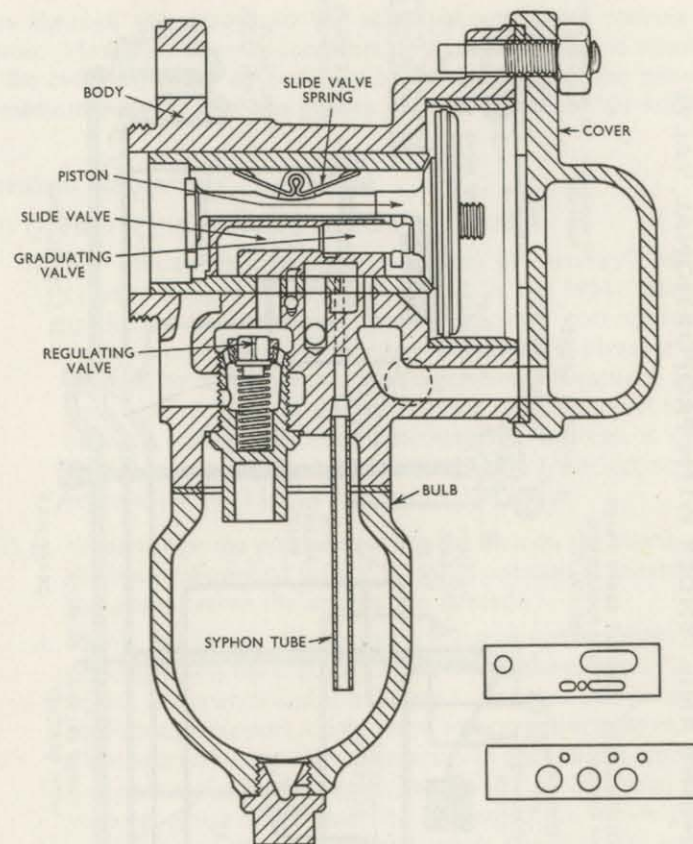 BODY
SLIDE VALVE
SPRING
COVER
PISTON
SLIDE VALVE
GRADUATING
VALVE
REGULATING
VALVE
BULB
SYPHON TUBE